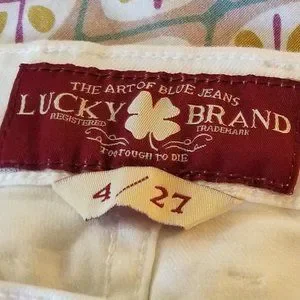 THE ART OF BLUE JEANS
LUCKY BRAND
REGISTERED TRADEMARK
TOO TOUGH TO DIE
4 / 27